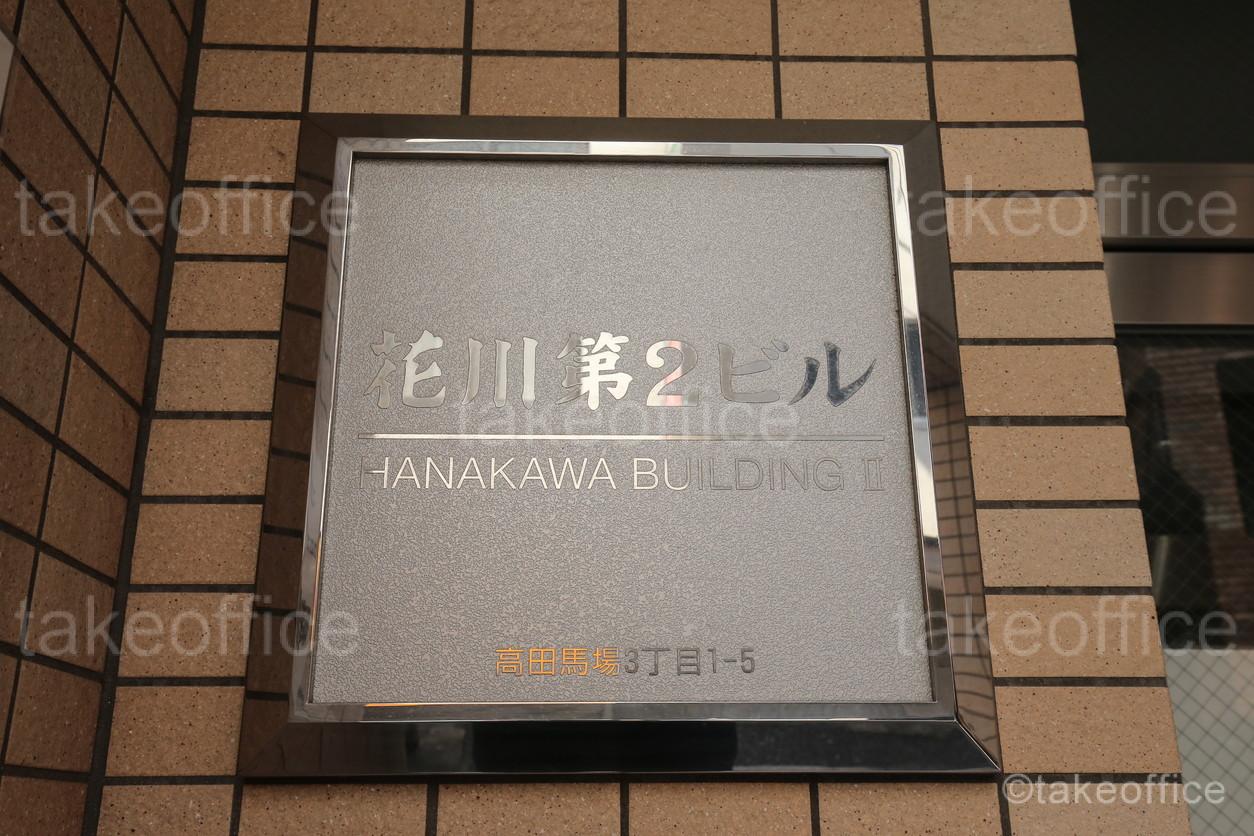 takeoffice takeoffice
花川第2ビル
takeoffice
HANAKAWA BUILDING Ⅱ
takeoffice takeoffice
高田馬場3丁目1-5
©takeoffice